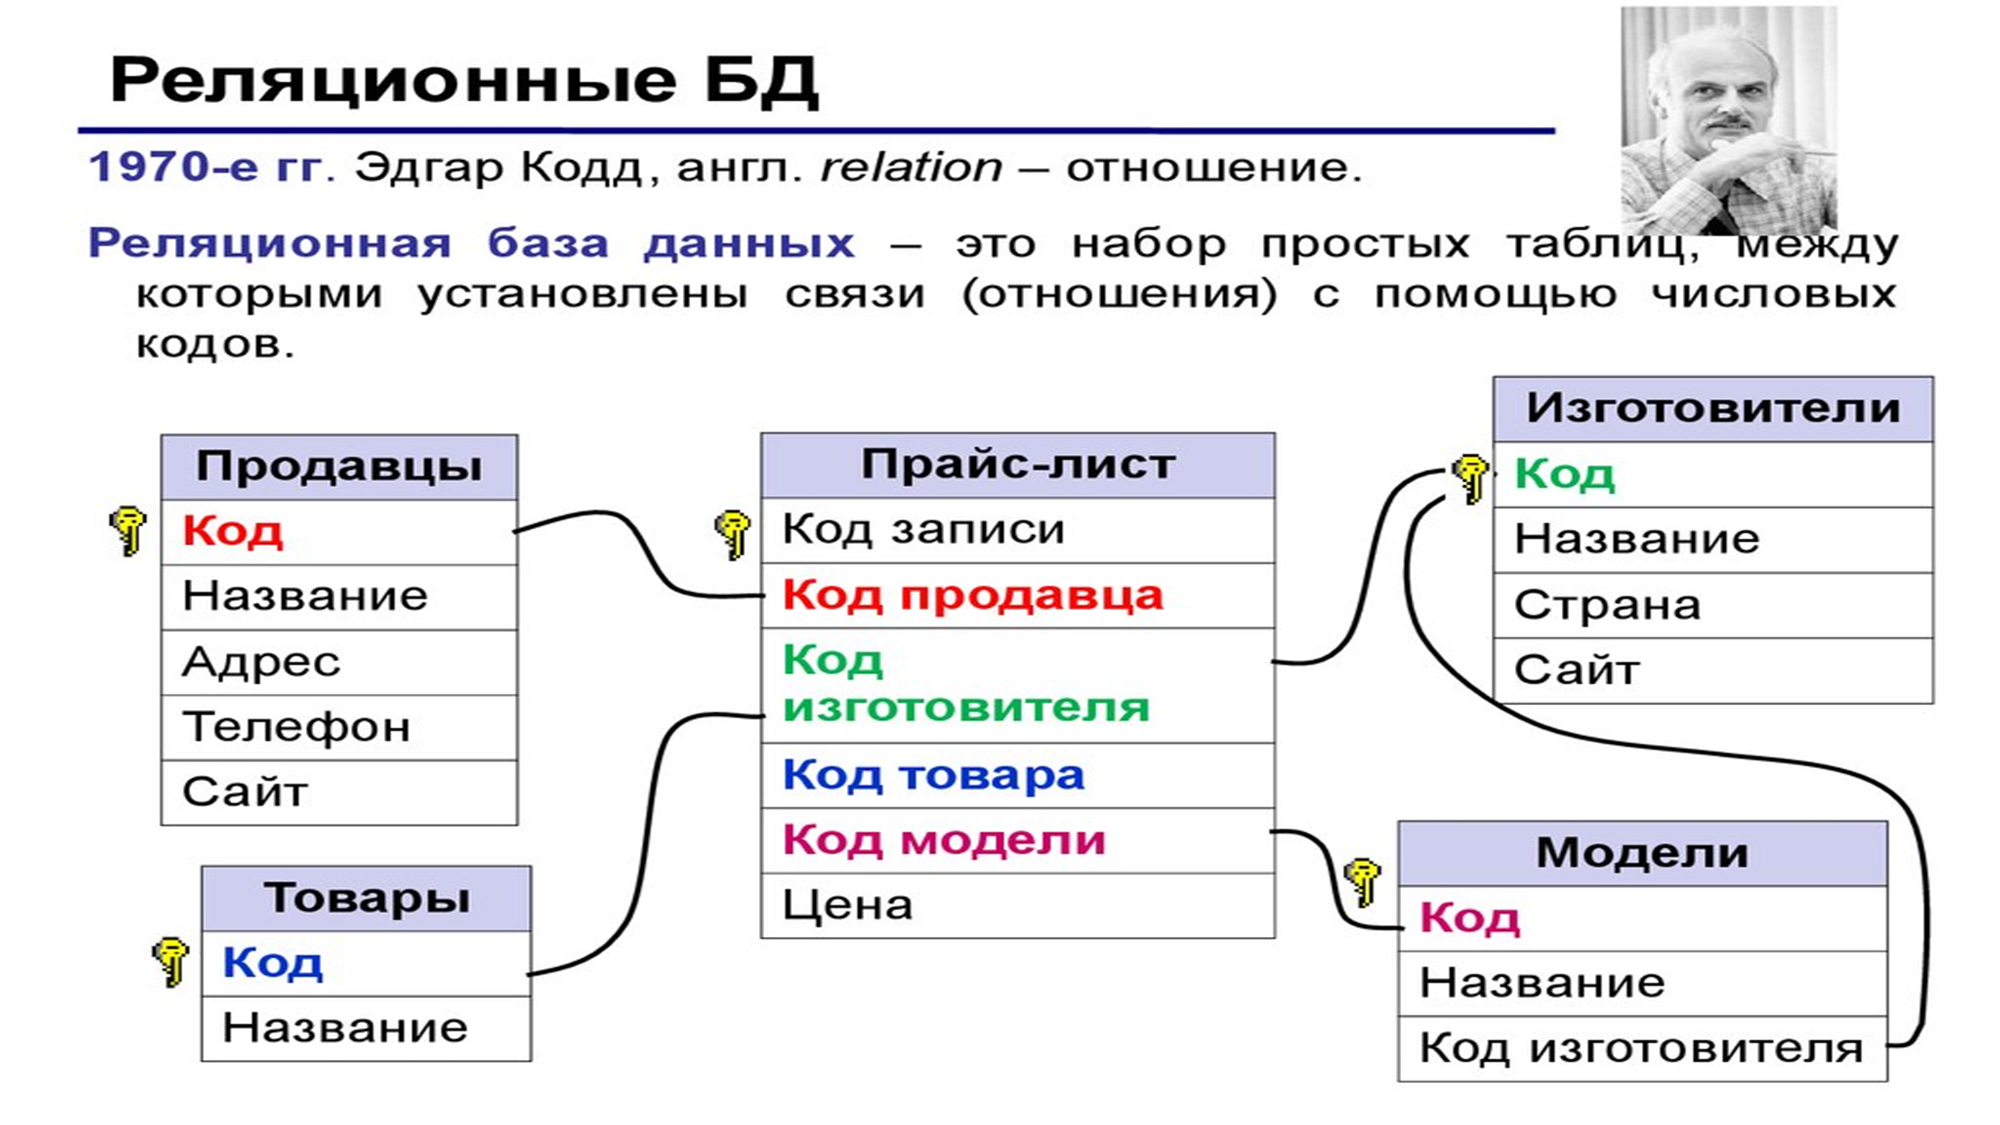 Реляционные БД
1970-е гг. Эдгар Кодд, англ. relation – отношение.
Реляционная база данных – это набор простых таблиц, между
которыми установлены связи (отношения) с помощью числовых
кодов.
Продавцы
Код
Название
Адрес
Телефон
Сайт
Товары
Код
Название
Прайс-лист
Код записи
Код продавца
Код
изготовителя
Код товара
Код модели
Цена
Изготовители
Код
Название
Страна
Сайт
Модели
Код
Название
Код изготовителя